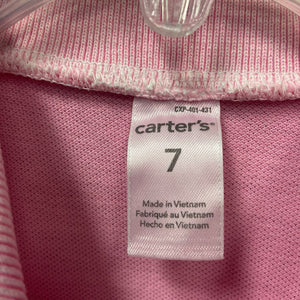 CXP-401-431
carter's®
7
Made in Vietnam
Fabriqué au Vietnam
Hecho en Vietnam